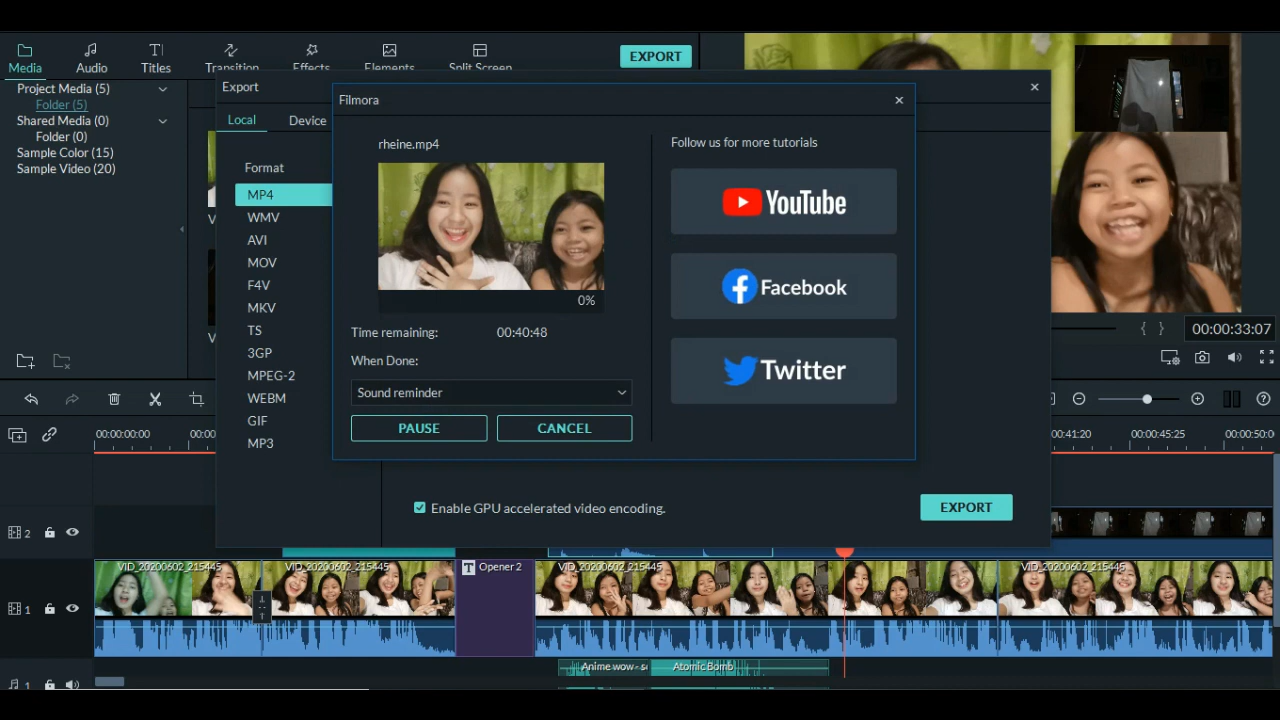 Media
Audio
Titles
Transition
Effects
Elements
Split Screen
EXPORT
Project Media (5)
Folder (5)
Shared Media (0)
Folder (0)
Sample Color (15)
Sample Video (20)
Export
Local
Device
Format
MP4
WMV
AVI
MOV
F4V
MKV
TS
3GP
MPEG-2
WEBM
GIF
MP3
Filmora
rheine.mp4
0%
Time remaining: 00:40:48
When Done:
Sound reminder
PAUSE CANCEL
Follow us for more tutorials
YouTube
Facebook
Twitter
Enable GPU accelerated video encoding.
EXPORT
00:00:33:07
00:00:00:00
00:41:20 00:00:45:25 00:00:50:0
2
1
VID_20200602_215445 VID_20200602_215445 Opener 2 VID_20200602_215445 VID_20200602_215445
Anime wow - s Atomic Bomb
1